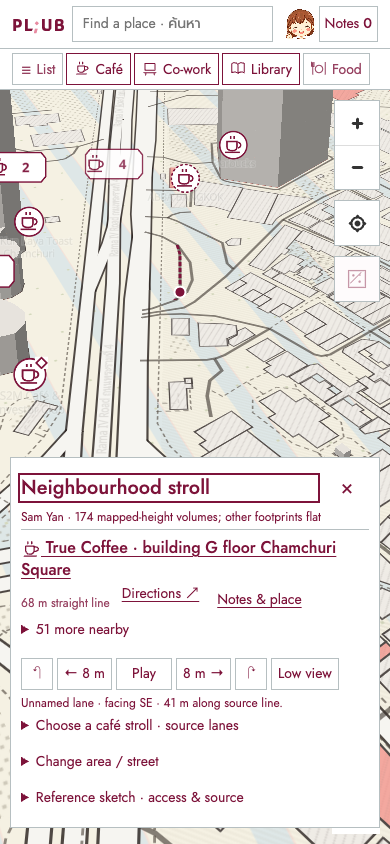 PL;UB
Find a place · ค้นหา
Notes 0
List
Café
Co-work
Library
Food
2
4
+
−
Neighbourhood stroll
×
Sam Yan · 174 mapped-height volumes; other footprints flat
True Coffee · building G floor Chamchuri
Square
68 m straight line
Directions ↗
Notes & place
▶ 51 more nearby
← 8 m
Play
8 m →
Low view
Unnamed lane · facing SE · 41 m along source line.
▶ Choose a café stroll · source lanes
▶ Change area / street
▶ Reference sketch · access & source